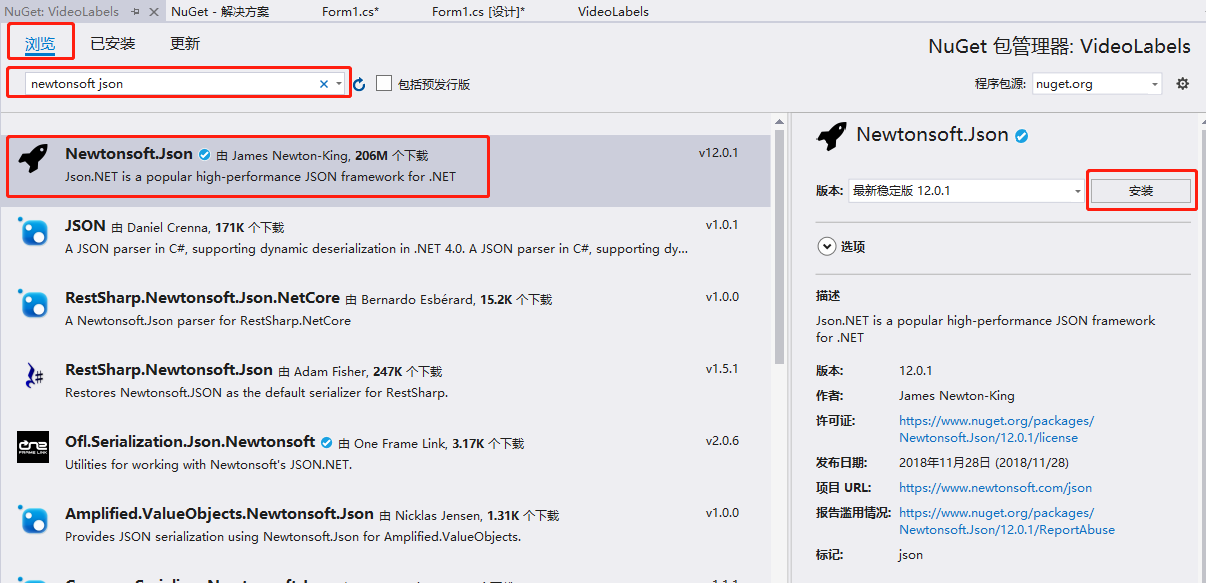 NuGet: VideoLabels
NuGet - 解决方案
Form1.cs*
Form1.cs [设计]*
VideoLabels
浏览
已安装
更新
NuGet 包管理器: VideoLabels
newtonsoft json
包括预发行版
程序包源:
nuget.org
Newtonsoft.Json 由 James Newton-King, 206M 个下载
v12.0.1
Json.NET is a popular high-performance JSON framework for .NET
JSON 由 Daniel Crenna, 171K 个下载
v1.0.1
A JSON parser in C#, supporting dynamic deserialization in .NET 4.0. A JSON parser in C#, supporting dy...
RestSharp.Newtonsoft.Json.NetCore 由 Bernardo Esbérard, 15.2K 个下载
v1.0.0
A Newtonsoft.Json parser for RestSharp.NetCore
RestSharp.Newtonsoft.Json 由 Adam Fisher, 247K 个下载
v1.5.1
Restores Newtonsoft.JSON as the default serializer for RestSharp.
Ofl.Serialization.Json.Newtonsoft 由 One Frame Link, 3.17K 个下载
v2.0.6
Utilities for working with Newtonsoft's JSON.NET.
Amplified.ValueObjects.Newtonsoft.Json 由 Nicklas Jensen, 1.31K 个下载
v1.0.0
Provides JSON serialization using Newtonsoft.Json for Amplified.ValueObjects.
Newtonsoft.Json
版本:
最新稳定版 12.0.1
安装
选项
描述
Json.NET is a popular high-performance JSON framework
for .NET
版本:
12.0.1
作者:
James Newton-King
许可证:
https://www.nuget.org/packages/
Newtonsoft.Json/12.0.1/license
发布日期:
2018年11月28日 (2018/11/28)
项目 URL:
https://www.newtonsoft.com/json
报告滥用情况:
https://www.nuget.org/packages/
Newtonsoft.Json/12.0.1/ReportAbuse
标记:
json